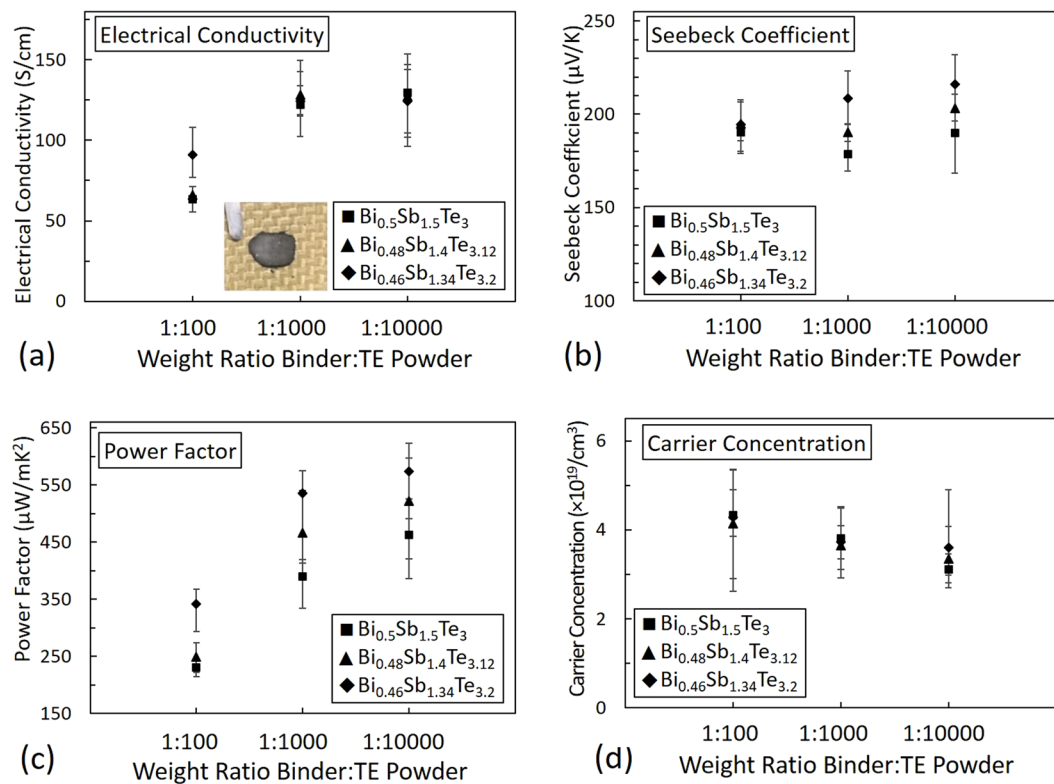 Electrical Conductivity
Electrical Conductivity (S/cm)
150
100
50
0
Bi0.5Sb1.5Te3
Bi0.48Sb1.4Te3.12
Bi0.46Sb1.34Te3.2
1:100 1:1000 1:10000
(a) Weight Ratio Binder:TE Powder
Seebeck Coefficient
Seebeck Coeffkcient (µV/K)
250
200
150
100
Bi0.5Sb1.5Te3
Bi0.48Sb1.4Te3.12
Bi0.46Sb1.34Te3.2
1:100 1:1000 1:10000
(b) Weight Ratio Binder:TE Powder
Power Factor
Power Factor (µW/mK²)
650
550
450
350
250
150
Bi0.5Sb1.5Te3
Bi0.48Sb1.4Te3.12
Bi0.46Sb1.34Te3.2
1:100 1:1000 1:10000
(c) Weight Ratio Binder:TE Powder
Carrier Concentration
Carrier Concentration (×10¹⁹/cm³)
6
4
2
0
Bi0.5Sb1.5Te3
Bi0.48Sb1.4Te3.12
Bi0.46Sb1.34Te3.2
1:100 1:1000 1:10000
(d) Weight Ratio Binder:TE Powder